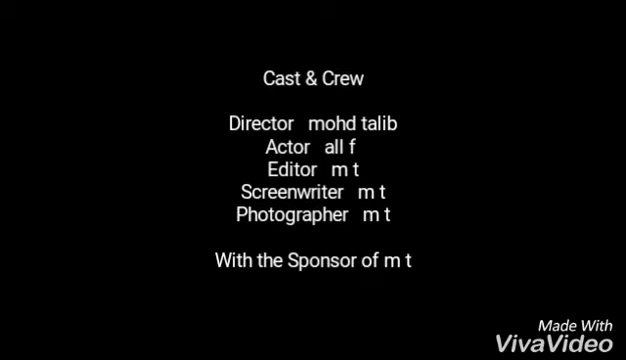 Cast & Crew
Director mohd talib
Actor all f
Editor m t
Screenwriter m t
Photographer m t
With the Sponsor of m t
Made With
VivaVideo